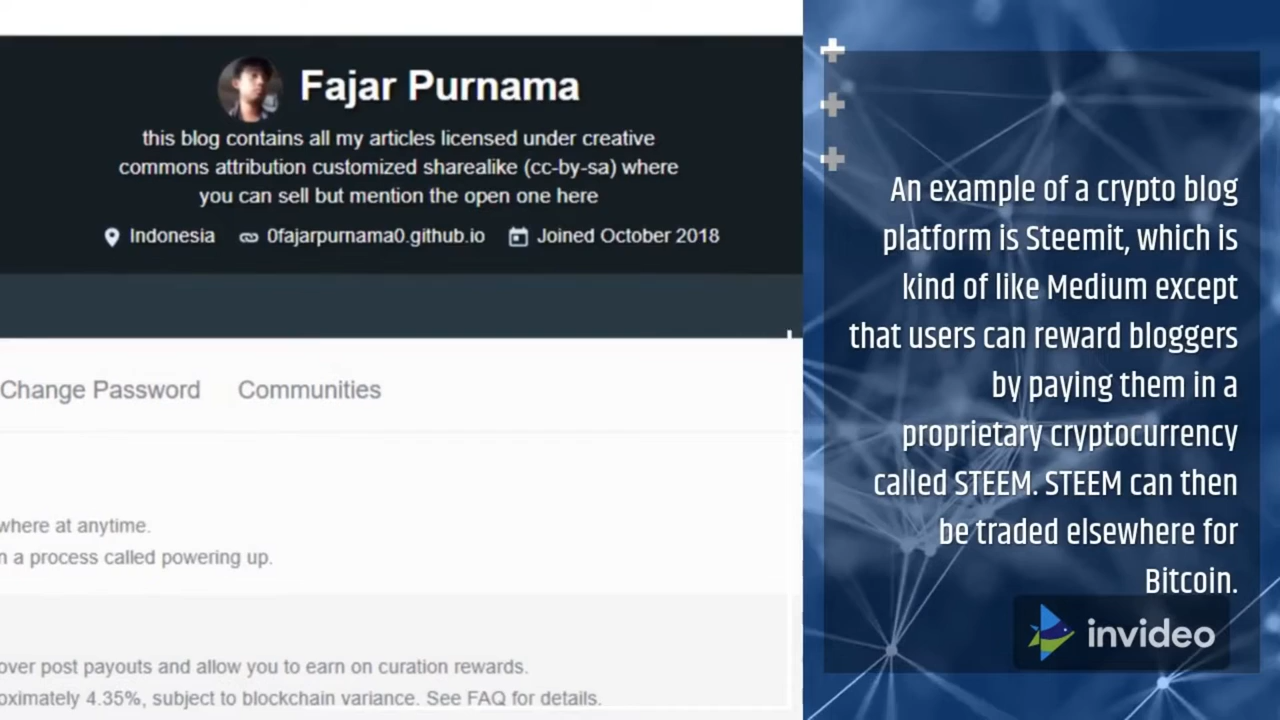 Fajar Purnama
this blog contains all my articles licensed under creative
commons attribution customized sharealike (cc-by-sa) where
you can sell but mention the open one here
Indonesia 0fajarpurnama0.github.io Joined October 2018
Change Password Communities
where at anytime.
n a process called powering up.
over post payouts and allow you to earn on curation rewards.
oximately 4.35%, subject to blockchain variance. See FAQ for details.
An example of a crypto blog
platform is Steemit, which is
kind of like Medium except
that users can reward bloggers
by paying them in a
proprietary cryptocurrency
called STEEM. STEEM can then
be traded elsewhere for
Bitcoin.
invideo